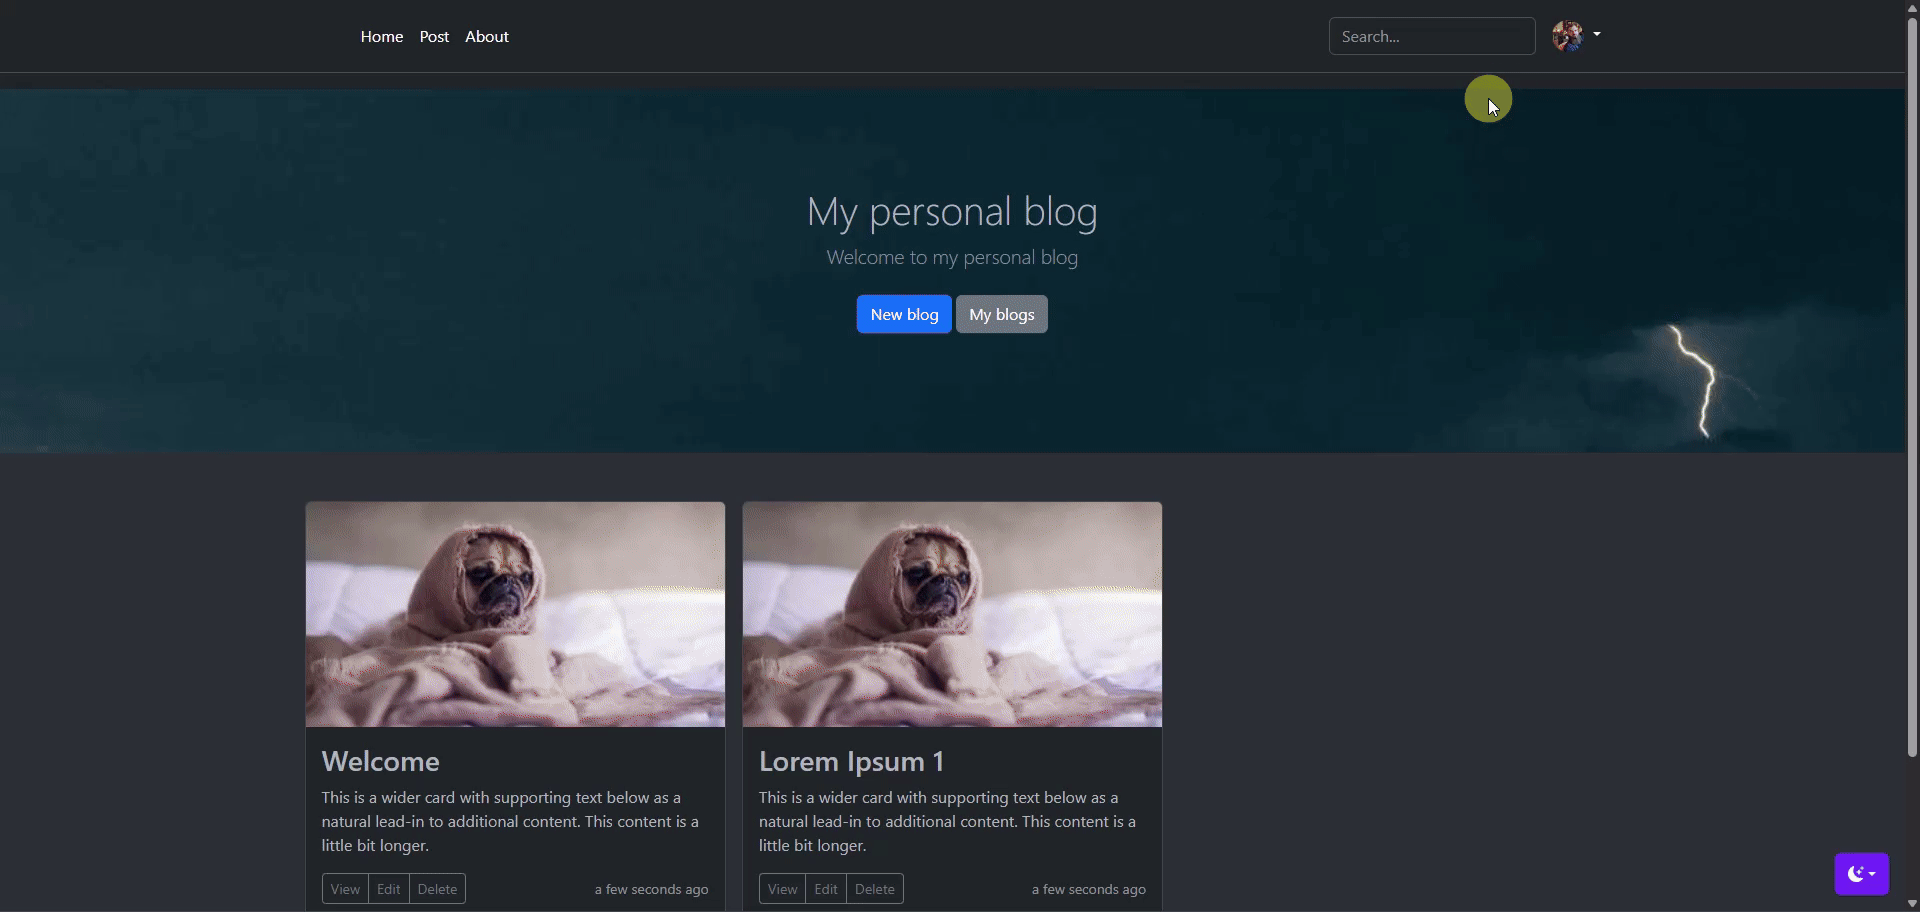 Home Post About Search...
My personal blog
Welcome to my personal blog
New blog My blogs
Welcome
This is a wider card with supporting text below as a
natural lead-in to additional content. This content is a
little bit longer.
View Edit Delete a few seconds ago
Lorem Ipsum 1
This is a wider card with supporting text below as a
natural lead-in to additional content. This content is a
little bit longer.
View Edit Delete a few seconds ago